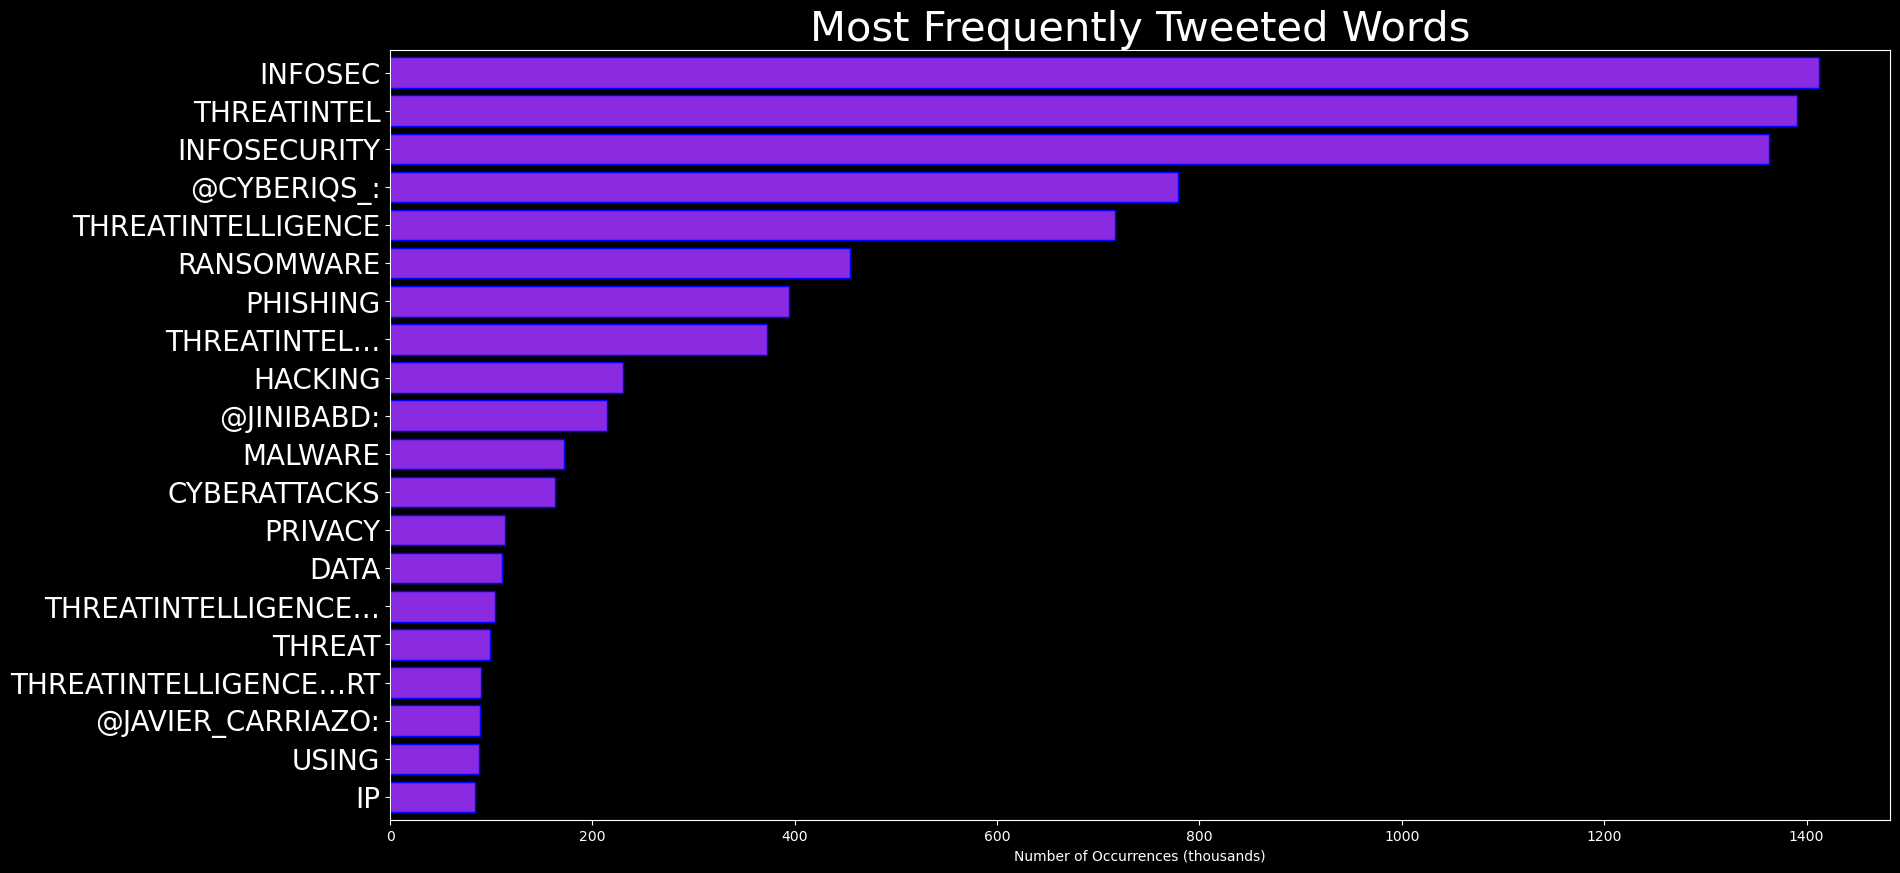 Most Frequently Tweeted Words
INFOSEC
THREATINTEL
INFOSECURITY
@CYBERIQS_:
THREATINTELLIGENCE
RANSOMWARE
PHISHING
THREATINTEL…
HACKING
@JINIBABD:
MALWARE
CYBERATTACKS
PRIVACY
DATA
THREATINTELLIGENCE…
THREAT
THREATINTELLIGENCE…RT
@JAVIER_CARRIAZO:
USING
IP
0 200 400 600 800 1000 1200 1400
Number of Occurrences (thousands)